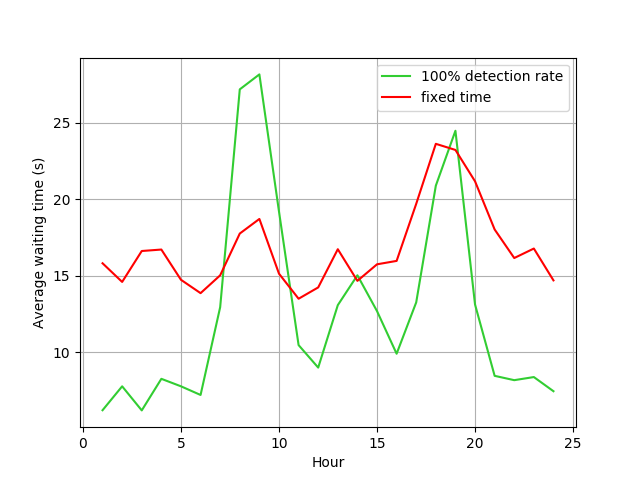 100% detection rate
fixed time
Average waiting time (s)
25
20
15
10
0 5 10 15 20 25
Hour